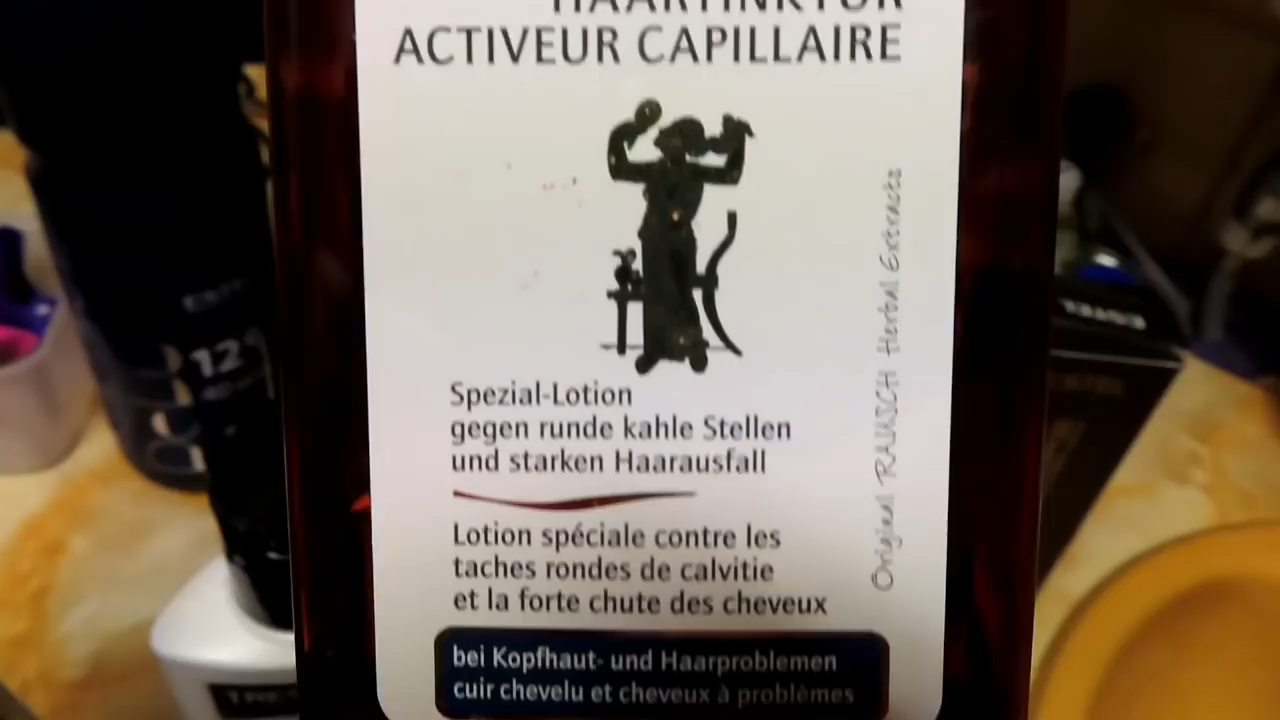 HAARTINKTUR
ACTIVEUR CAPILLAIRE
Spezial-Lotion
gegen runde kahle Stellen
und starken Haarausfall
Lotion spéciale contre les
taches rondes de calvitie
et la forte chute des cheveux
bei Kopfhaut- und Haarproblemen
cuir chevelu et cheveux à problèmes
Original RAUSCH Herbal Extracts
12
TRES